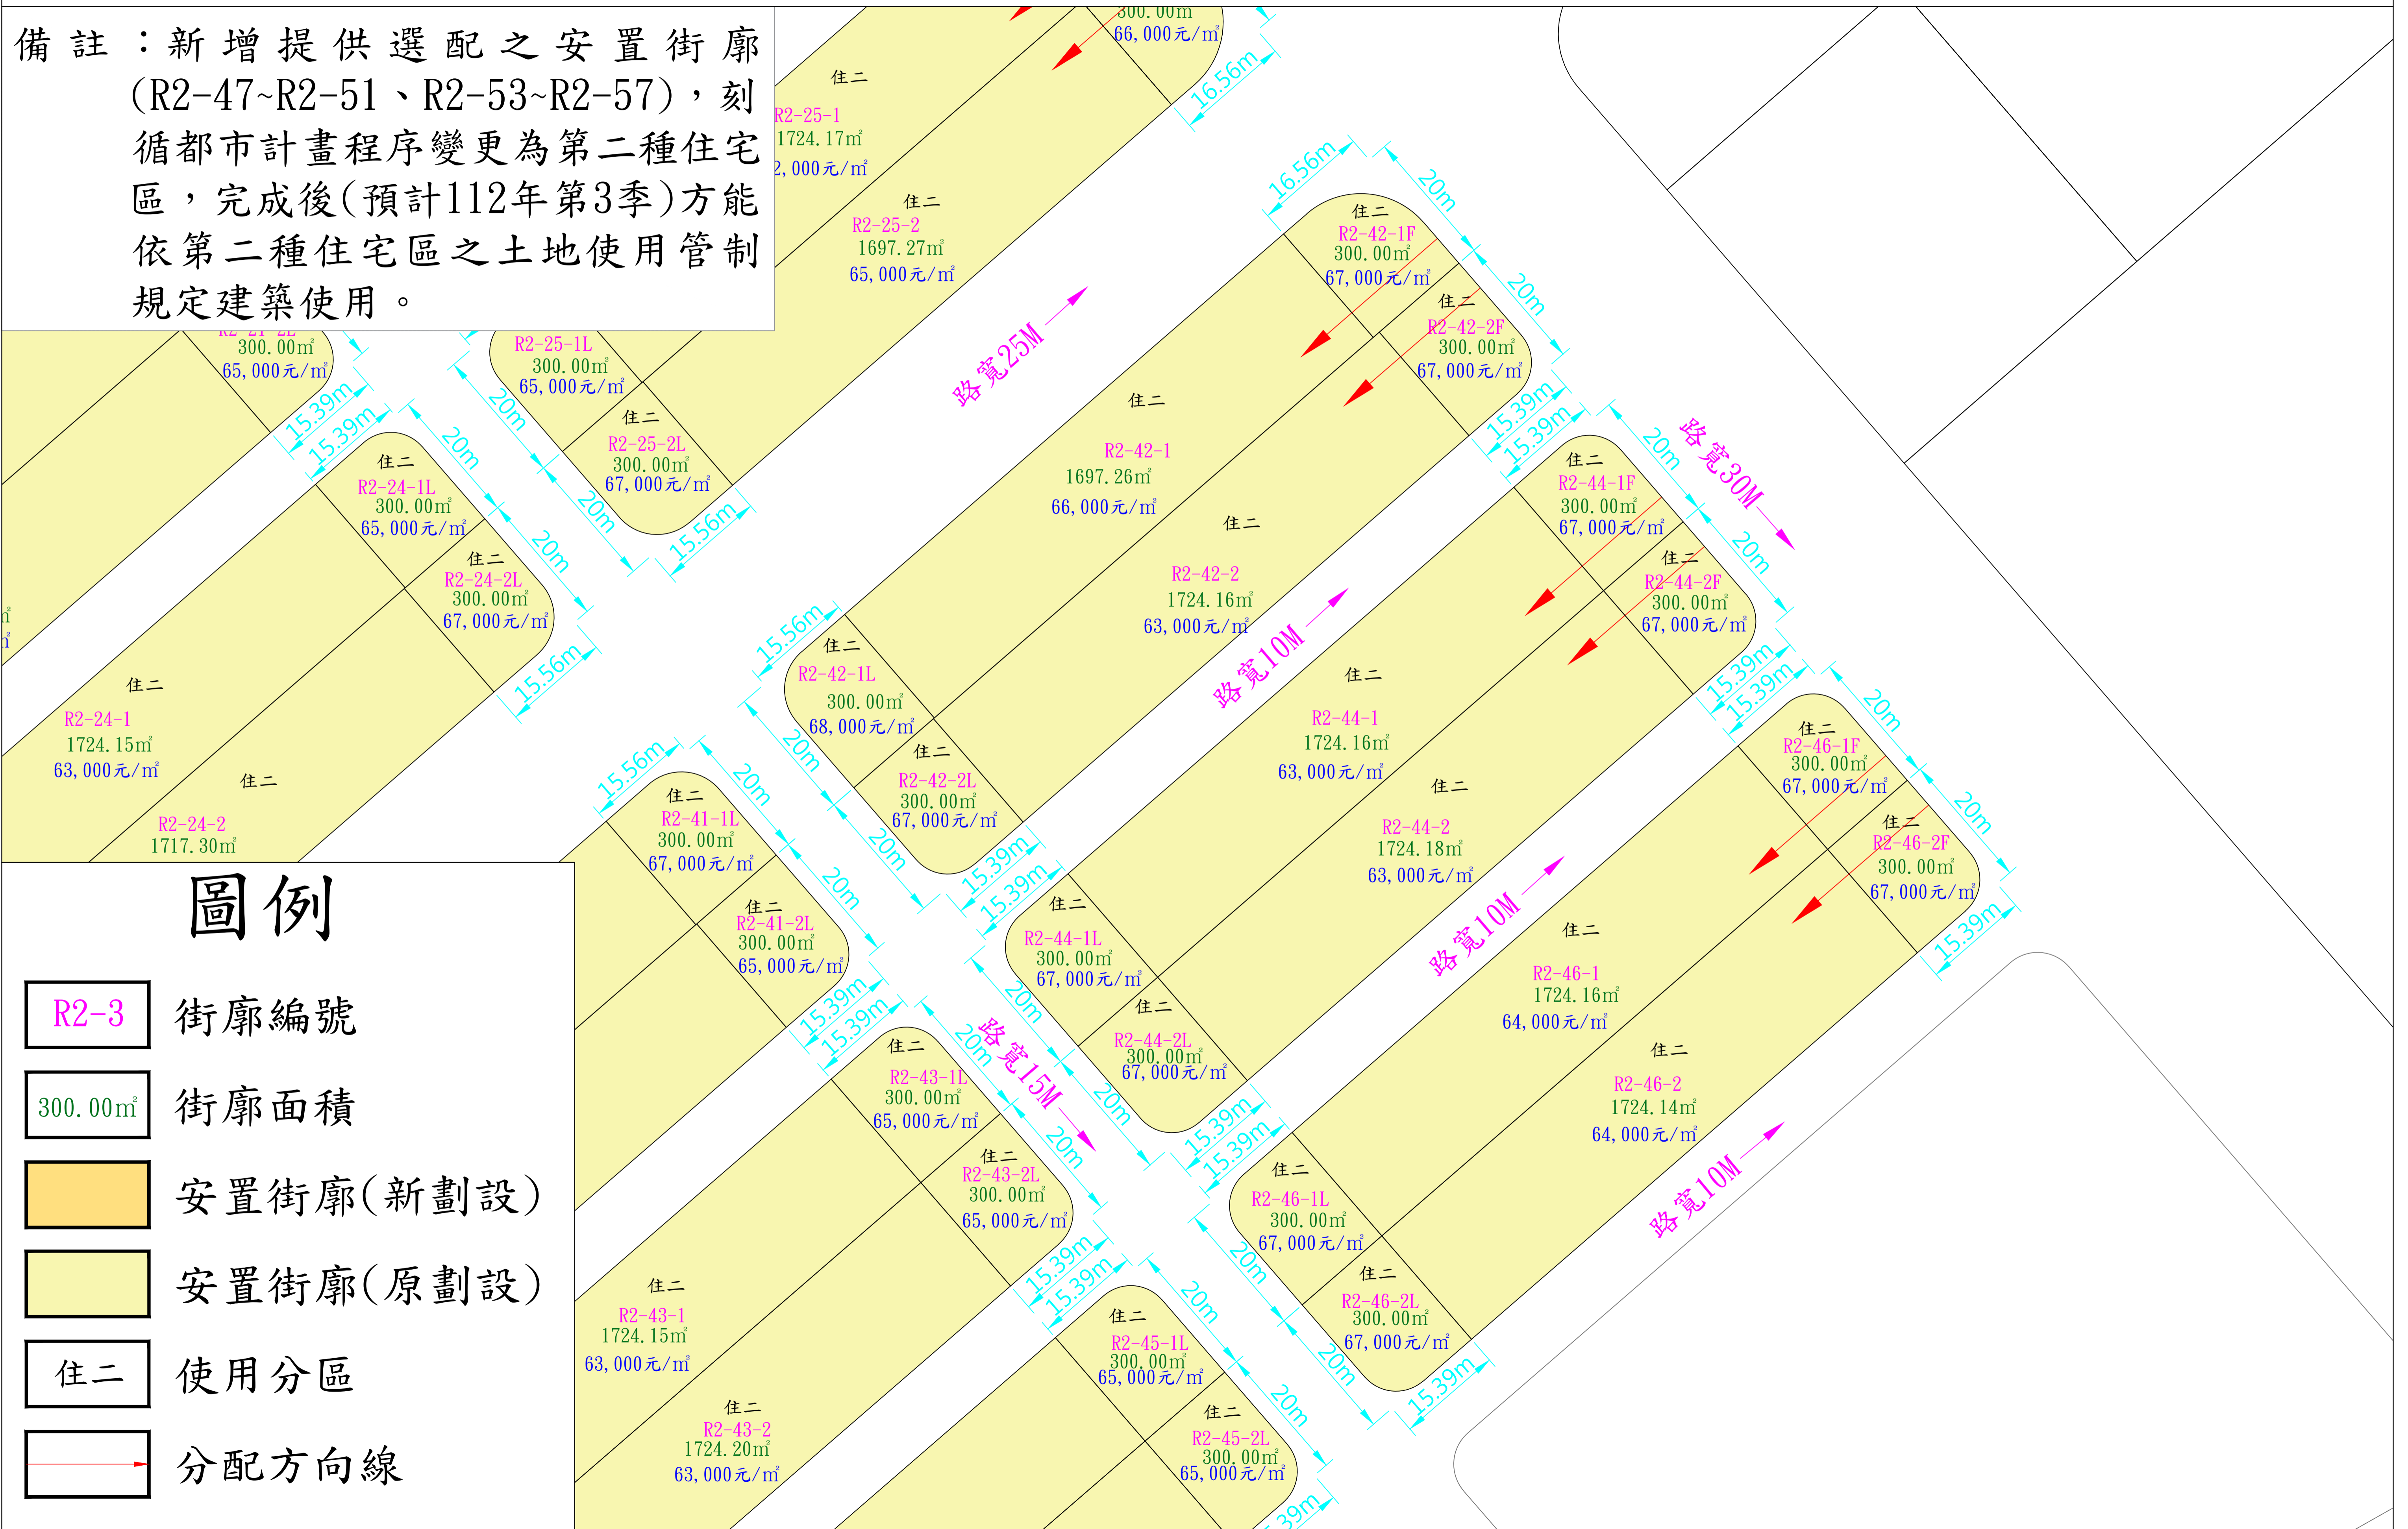 備註：新增提供選配之安置街廓
(R2-47~R2-51、R2-53~R2-57)，刻
循都市計畫程序變更為第二種住宅
區，完成後(預計112年第3季)方能
依第二種住宅區之土地使用管制
規定建築使用。
300.00㎡
66,000元/㎡
16.56m
住二
R2-25-1
1724.17㎡
2,000元/㎡
住二
R2-25-2
1697.27㎡
65,000元/㎡
R2-21-2L
300.00㎡
65,000元/㎡
15.39m
15.39m
R2-25-1L
300.00㎡
65,000元/㎡
住二
R2-25-2L
300.00㎡
67,000元/㎡
20m
20m
15.56m
路寬25M
住二
R2-24-1L
300.00㎡
65,000元/㎡
20m
住二
R2-24-2L
300.00㎡
67,000元/㎡
20m
15.56m
住二
R2-24-1
1724.15㎡
63,000元/㎡
住二
R2-24-2
1717.30㎡
16.56m
20m
住二
R2-42-1F
300.00㎡
67,000元/㎡
20m
住二
R2-42-2F
300.00㎡
67,000元/㎡
15.39m
15.39m
住二
R2-42-1
1697.26㎡
66,000元/㎡
住二
R2-42-2
1724.16㎡
63,000元/㎡
15.56m
住二
R2-42-1L
300.00㎡
68,000元/㎡
20m
住二
R2-42-2L
300.00㎡
67,000元/㎡
20m
15.39m
15.39m
路寬10M
路寬30M
住二
R2-44-1F
300.00㎡
67,000元/㎡
20m
住二
R2-44-2F
300.00㎡
67,000元/㎡
20m
15.39m
15.39m
住二
R2-44-1
1724.16㎡
63,000元/㎡
住二
R2-44-2
1724.18㎡
63,000元/㎡
住二
R2-44-1L
300.00㎡
67,000元/㎡
20m
住二
R2-44-2L
300.00㎡
67,000元/㎡
20m
15.39m
15.39m
路寬10M
住二
R2-46-1F
300.00㎡
67,000元/㎡
20m
住二
R2-46-2F
300.00㎡
67,000元/㎡
20m
15.39m
住二
R2-46-1
1724.16㎡
64,000元/㎡
住二
R2-46-2
1724.14㎡
64,000元/㎡
住二
R2-46-1L
300.00㎡
67,000元/㎡
20m
住二
R2-46-2L
300.00㎡
67,000元/㎡
20m
15.39m
路寬10M
15.56m
住二
R2-41-1L
300.00㎡
67,000元/㎡
20m
住二
R2-41-2L
300.00㎡
65,000元/㎡
20m
15.39m
15.39m
路寬15M
住二
R2-43-1L
300.00㎡
65,000元/㎡
20m
住二
R2-43-2L
300.00㎡
65,000元/㎡
20m
15.39m
15.39m
住二
R2-43-1
1724.15㎡
63,000元/㎡
住二
R2-43-2
1724.20㎡
63,000元/㎡
住二
R2-45-1L
300.00㎡
65,000元/㎡
20m
住二
R2-45-2L
300.00㎡
65,000元/㎡
20m
圖例
R2-3 街廓編號
300.00㎡ 街廓面積
安置街廓(新劃設)
安置街廓(原劃設)
住二 使用分區
分配方向線